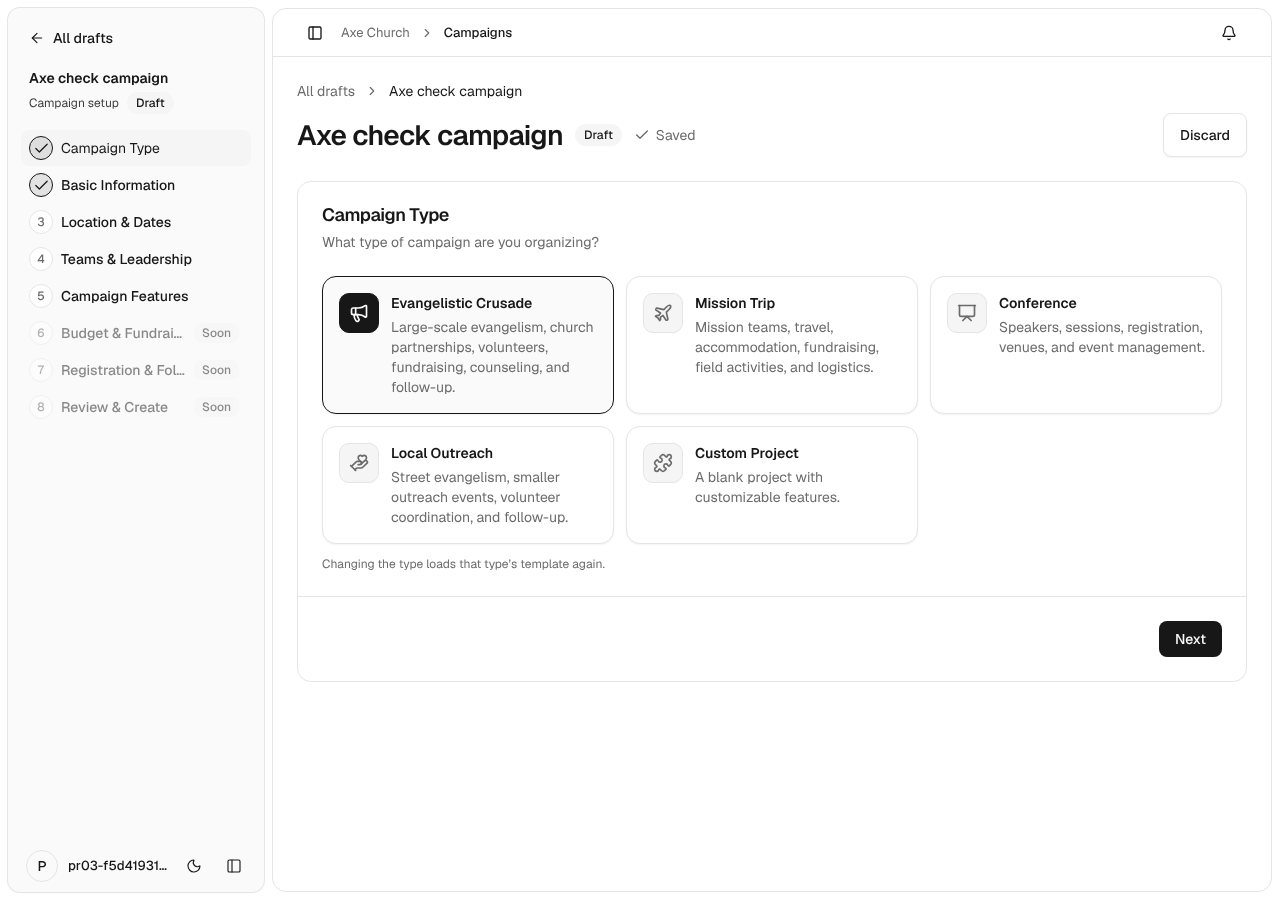 All drafts
Axe check campaign
Campaign setup Draft
Campaign Type
Basic Information
3 Location & Dates
4 Teams & Leadership
5 Campaign Features
6 Budget & Fundrai... Soon
7 Registration & Fol... Soon
8 Review & Create Soon
P pr03-f5d41931...
Axe Church > Campaigns
All drafts > Axe check campaign
Axe check campaign Draft Saved
Discard
Campaign Type
What type of campaign are you organizing?
Evangelistic Crusade
Large-scale evangelism, church
partnerships, volunteers,
fundraising, counseling, and
follow-up.
Mission Trip
Mission teams, travel,
accommodation, fundraising,
field activities, and logistics.
Conference
Speakers, sessions, registration,
venues, and event management.
Local Outreach
Street evangelism, smaller
outreach events, volunteer
coordination, and follow-up.
Custom Project
A blank project with
customizable features.
Changing the type loads that type's template again.
Next